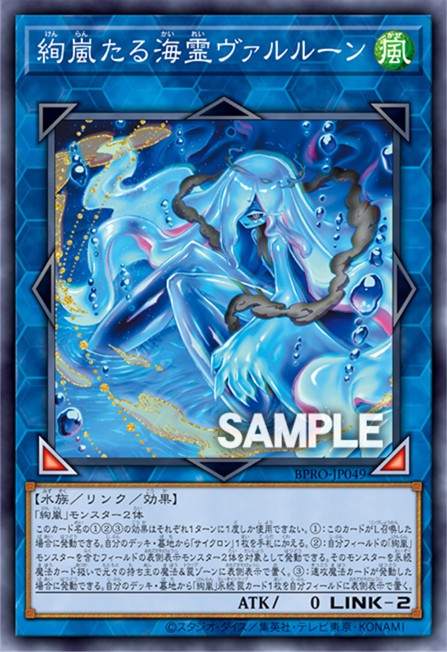 絢嵐たる海霊ヴァルルーン 風
SAMPLE
BPRO-JP049
【水族／リンク／効果】
「絢嵐」モンスター２体
このカード名の①②③の効果はそれぞれ１ターンに１度しか使用できない。①：このカードがＬ召喚した
場合に発動できる。自分のデッキ・墓地から「サイクロン」１枚を手札に加える。②：自分フィールドの「絢嵐」
モンスターを含むフィールドの表側表示モンスター２体を対象として発動できる。そのモンスターを永続
魔法カード扱いで元々の持ち主の魔法＆罠ゾーンに表側表示で置く。③：速攻魔法カードが発動した
場合に発動できる。自分のデッキ・墓地から「絢嵐」永続罠カード１枚を自分フィールドに表側表示で置く。
ATK/ 0 LINK-2
©スタジオ・ダイス／集英社・テレビ東京・KONAMI